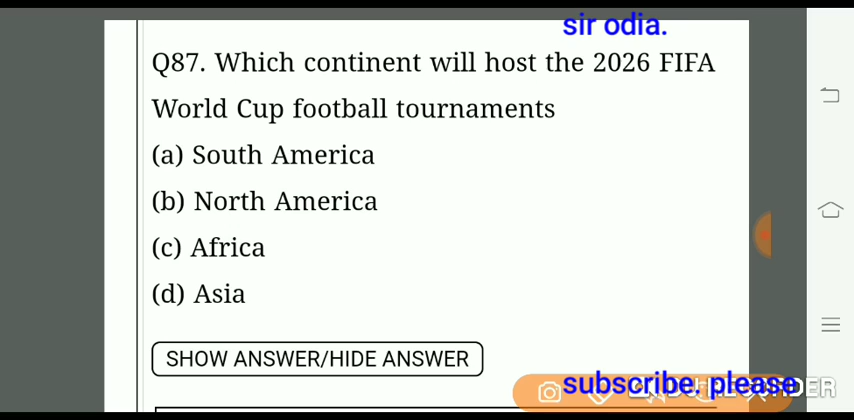 sir odia.
Q87. Which continent will host the 2026 FIFA
World Cup football tournaments
(a) South America
(b) North America
(c) Africa
(d) Asia
SHOW ANSWER/HIDE ANSWER
subscribe. please